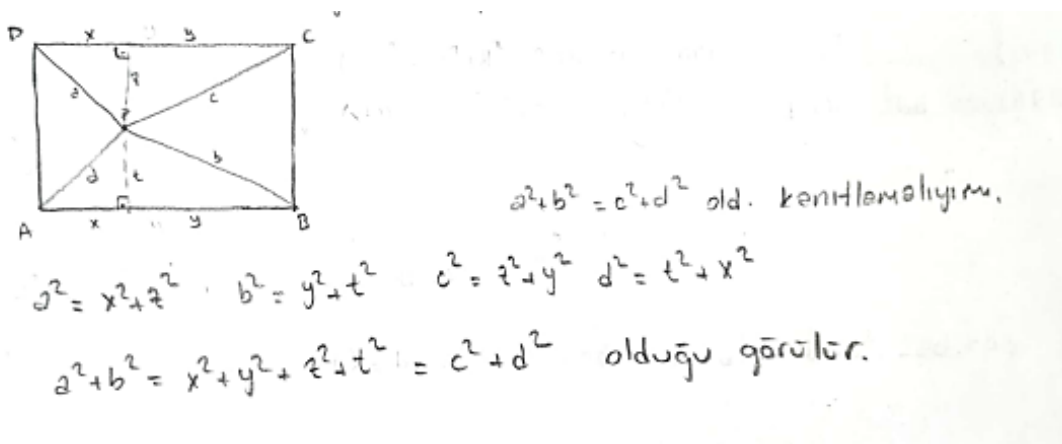 D x y C
a z c
P
d t b
A x y B
a²+b² = c²+d² old. kanıtlamalıyım.
a² = x²+z² b² = y²+t² c² = z²+y² d² = t²+x²
a²+b² = x²+y²+z²+t² = c²+d² olduğu görülür.